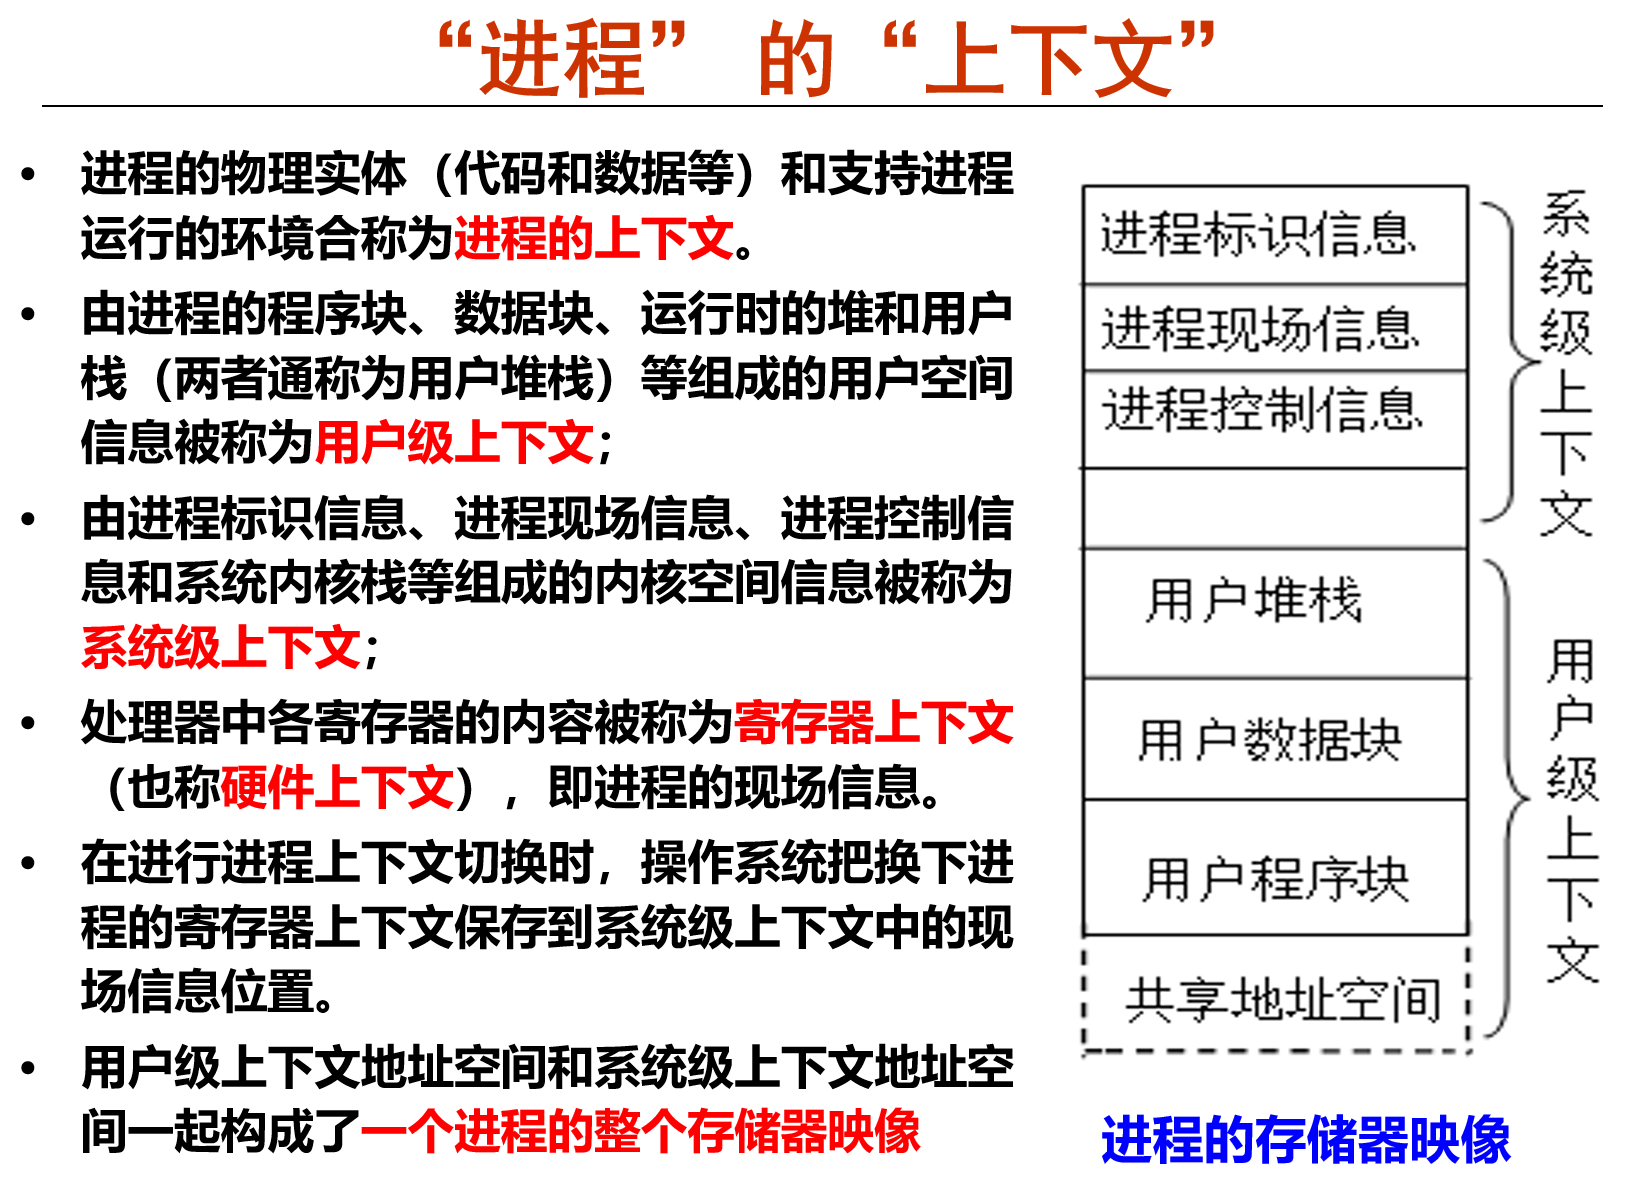 “进程” 的 “上下文”
• 进程的物理实体（代码和数据等）和支持进程
运行的环境合称为进程的上下文。
• 由进程的程序块、数据块、运行时的堆和用户
栈（两者通称为用户堆栈）等组成的用户空间
信息被称为用户级上下文；
• 由进程标识信息、进程现场信息、进程控制信
息和系统内核栈等组成的内核空间信息被称为
系统级上下文；
• 处理器中各寄存器的内容被称为寄存器上下文
（也称硬件上下文），即进程的现场信息。
• 在进行进程上下文切换时，操作系统把换下进
程的寄存器上下文保存到系统级上下文中的现
场信息位置。
• 用户级上下文地址空间和系统级上下文地址空
间一起构成了一个进程的整个存储器映像
进程标识信息
进程现场信息
进程控制信息
系统级上下文
用户堆栈
用户数据块
用户程序块
共享地址空间
用户级上下文
进程的存储器映像